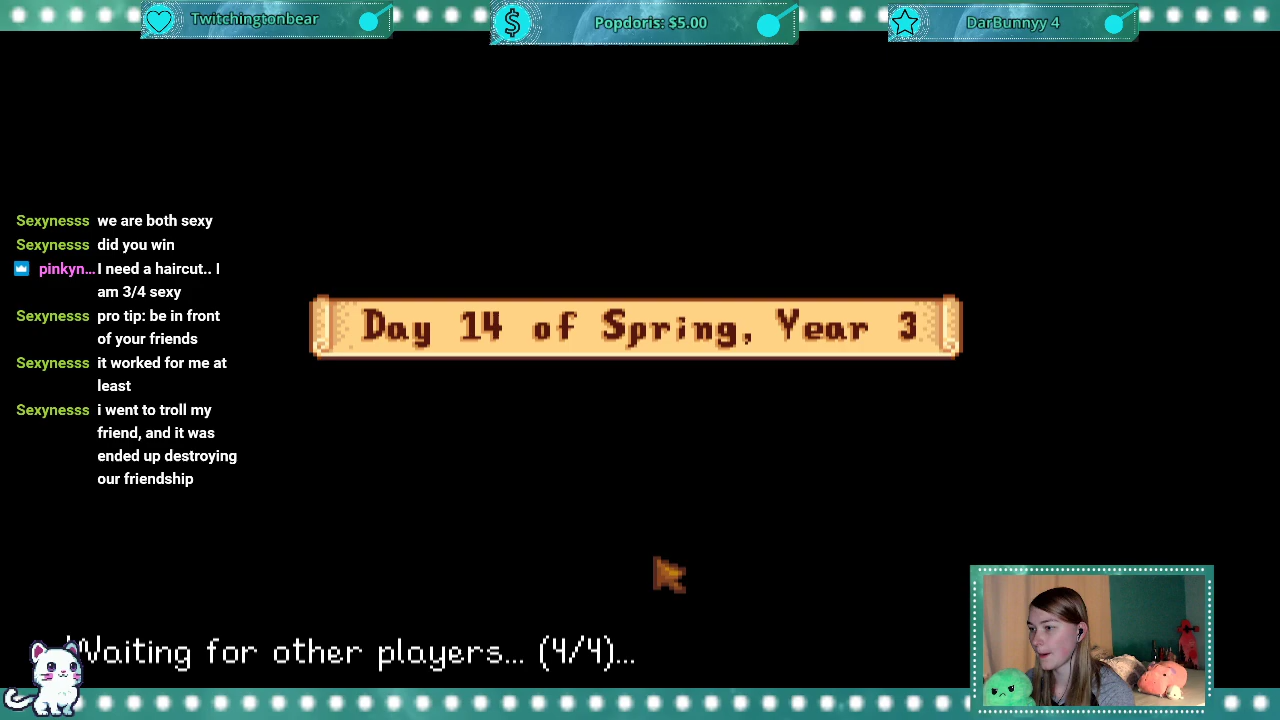 Twitchingtonbear
Popdoris: $5.00
DarBunnyy 4
Sexynesss we are both sexy
Sexynesss did you win
pinkyn... I need a haircut.. I
am 3/4 sexy
Sexynesss pro tip: be in front
of your friends
Sexynesss it worked for me at
least
Sexynesss i went to troll my
friend, and it was
ended up destroying
our friendship
Day 14 of Spring, Year 3
Waiting for other players... (4/4)...